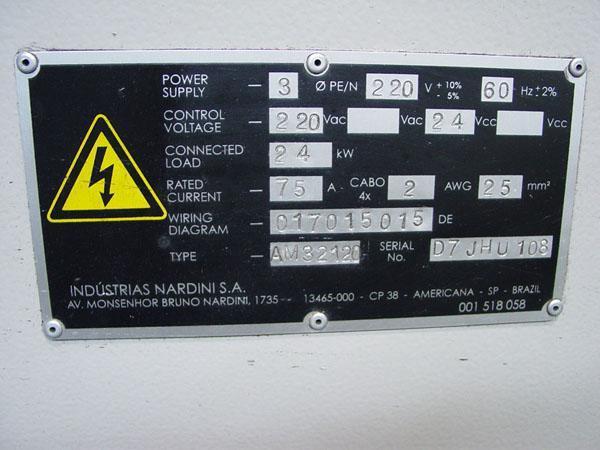 POWER SUPPLY - 3 Ø PE/N 220 V +10% -5% 60 Hz ±2%
CONTROL VOLTAGE - 220 Vac Vac 24 Vcc Vcc
CONNECTED LOAD - 24 kW
RATED CURRENT - 75 A - CABO 4x 2 AWG 25 mm²
WIRING DIAGRAM - 017015015 DE
TYPE - AM32120 SERIAL No. D7JHU108
INDÚSTRIAS NARDINI S.A.
AV. MONSENHOR BRUNO NARDINI, 1735 - 13465-000 - CP 38 - AMERICANA - SP - BRAZIL
001 518 058